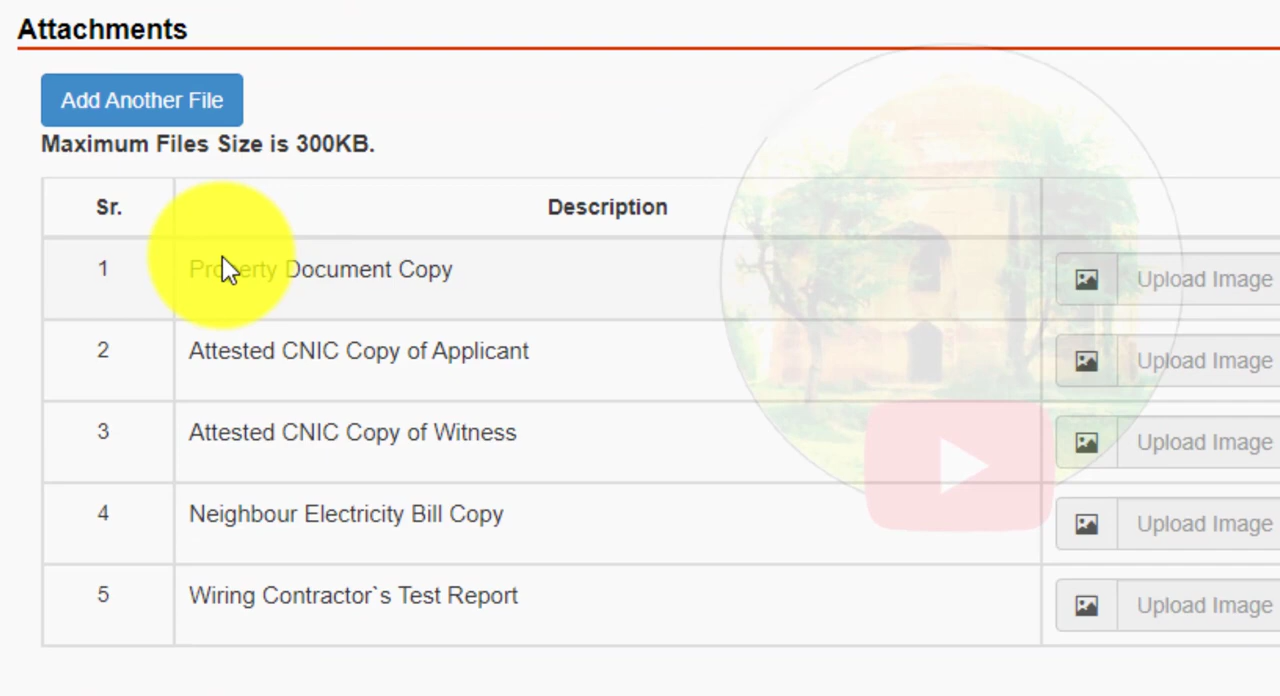 Attachments
Add Another File
Maximum Files Size is 300KB.
Sr. Description
1 Property Document Copy Upload Image
2 Attested CNIC Copy of Applicant Upload Image
3 Attested CNIC Copy of Witness Upload Image
4 Neighbour Electricity Bill Copy Upload Image
5 Wiring Contractor`s Test Report Upload Image